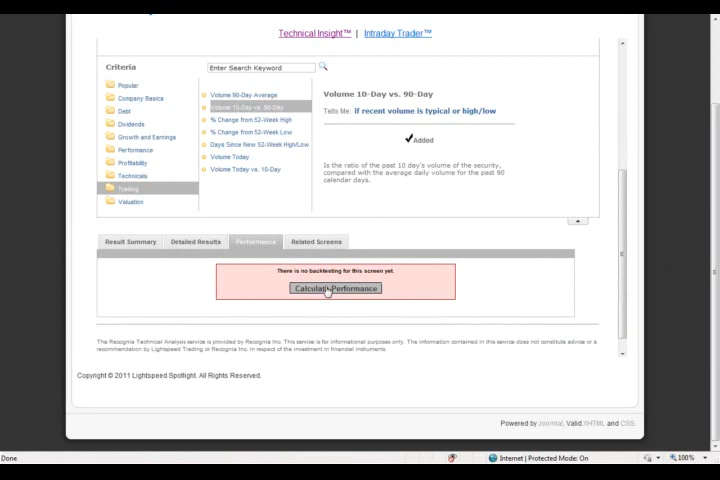 Technical Insight™ | Intraday Trader™
Criteria
Enter Search Keyword
Popular
Company Basics
Debt
Dividends
Growth and Earnings
Performance
Profitability
Technicals
Trading
Valuation
Volume 90-Day Average
Volume 10-Day vs. 90-Day
% Change from 52-Week High
% Change from 52-Week Low
Days Since New 52-Week High/Low
Volume Today
Volume Today vs. 10-Day
Volume 10-Day vs. 90-Day
Tells Me: if recent volume is typical or high/low
Added
Is the ratio of the past 10 day's volume of the security,
compared with the average daily volume for the past 90
calendar days.
Result Summary Detailed Results Performance Related Screens
There is no backtesting for this screen yet.
Calculate Performance
The Recognia Technical Analysis service is provided by Recognia Inc. This service is for informational purposes only. The information contained in this service does not constitute advice or a
recommendation by Lightspeed Trading or Recognia Inc. in respect of the investment in financial instruments.
Copyright © 2011 Lightspeed Spotlight. All Rights Reserved.
Powered by Joomla!, Valid XHTML and CSS.
Done
Internet | Protected Mode: On
100%